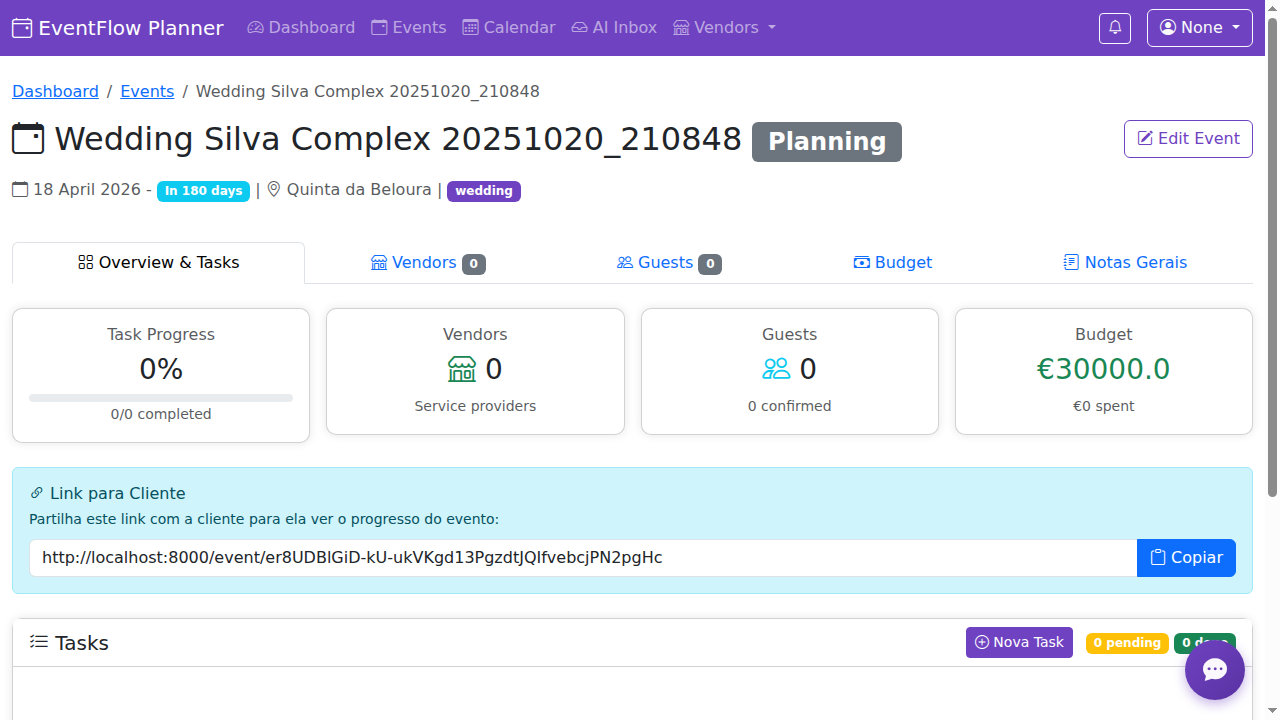 EventFlow Planner Dashboard Events Calendar AI Inbox Vendors None
Dashboard / Events / Wedding Silva Complex 20251020_210848
Wedding Silva Complex 20251020_210848 Planning Edit Event
18 April 2026 - In 180 days | Quinta da Beloura | wedding
Overview & Tasks Vendors 0 Guests 0 Budget Notas Gerais
Task Progress
0%
0/0 completed
Vendors
0
Service providers
Guests
0
0 confirmed
Budget
€30000.0
€0 spent
Link para Cliente
Partilha este link com a cliente para ela ver o progresso do evento:
http://localhost:8000/event/er8UDBlGiD-kU-ukVKgd13PgzdtJQlfvebcjPN2pgHc Copiar
Tasks Nova Task 0 pending 0